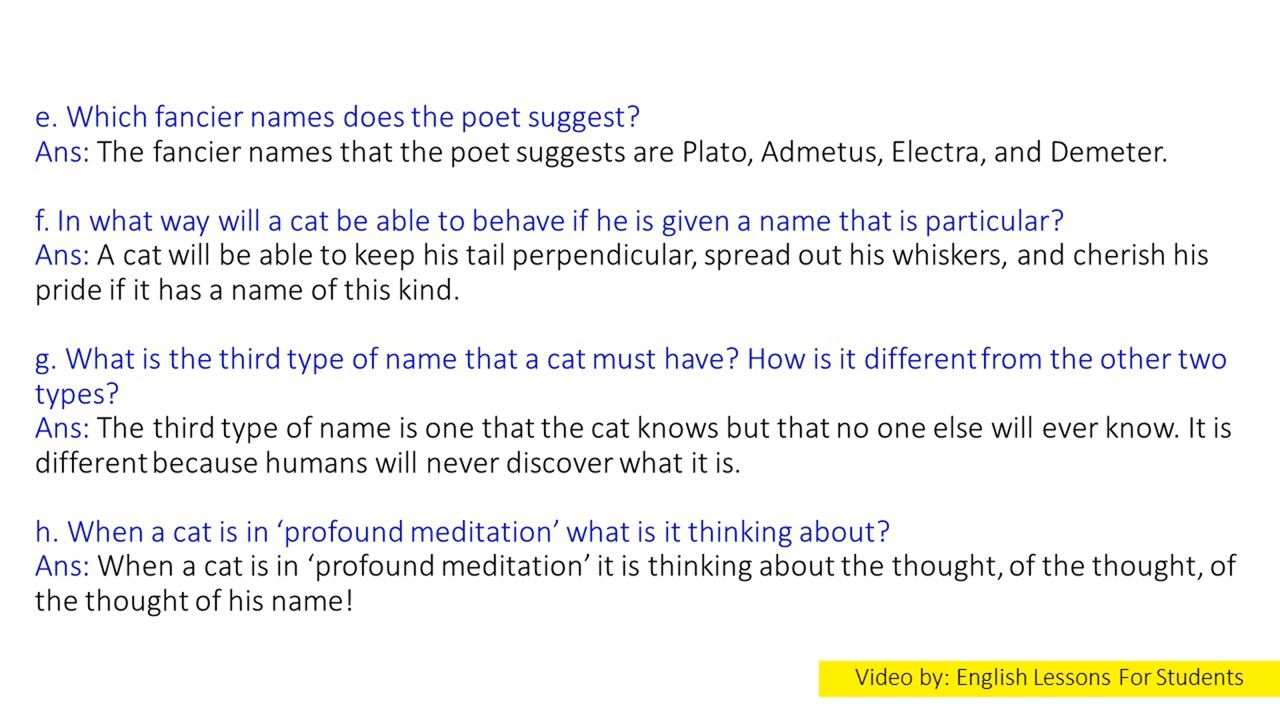 e. Which fancier names does the poet suggest?
Ans: The fancier names that the poet suggests are Plato, Admetus, Electra, and Demeter.
f. In what way will a cat be able to behave if he is given a name that is particular?
Ans: A cat will be able to keep his tail perpendicular, spread out his whiskers, and cherish his
pride if it has a name of this kind.
g. What is the third type of name that a cat must have? How is it different from the other two
types?
Ans: The third type of name is one that the cat knows but that no one else will ever know. It is
different because humans will never discover what it is.
h. When a cat is in ‘profound meditation’ what is it thinking about?
Ans: When a cat is in ‘profound meditation’ it is thinking about the thought, of the thought, of
the thought of his name!
Video by: English Lessons For Students